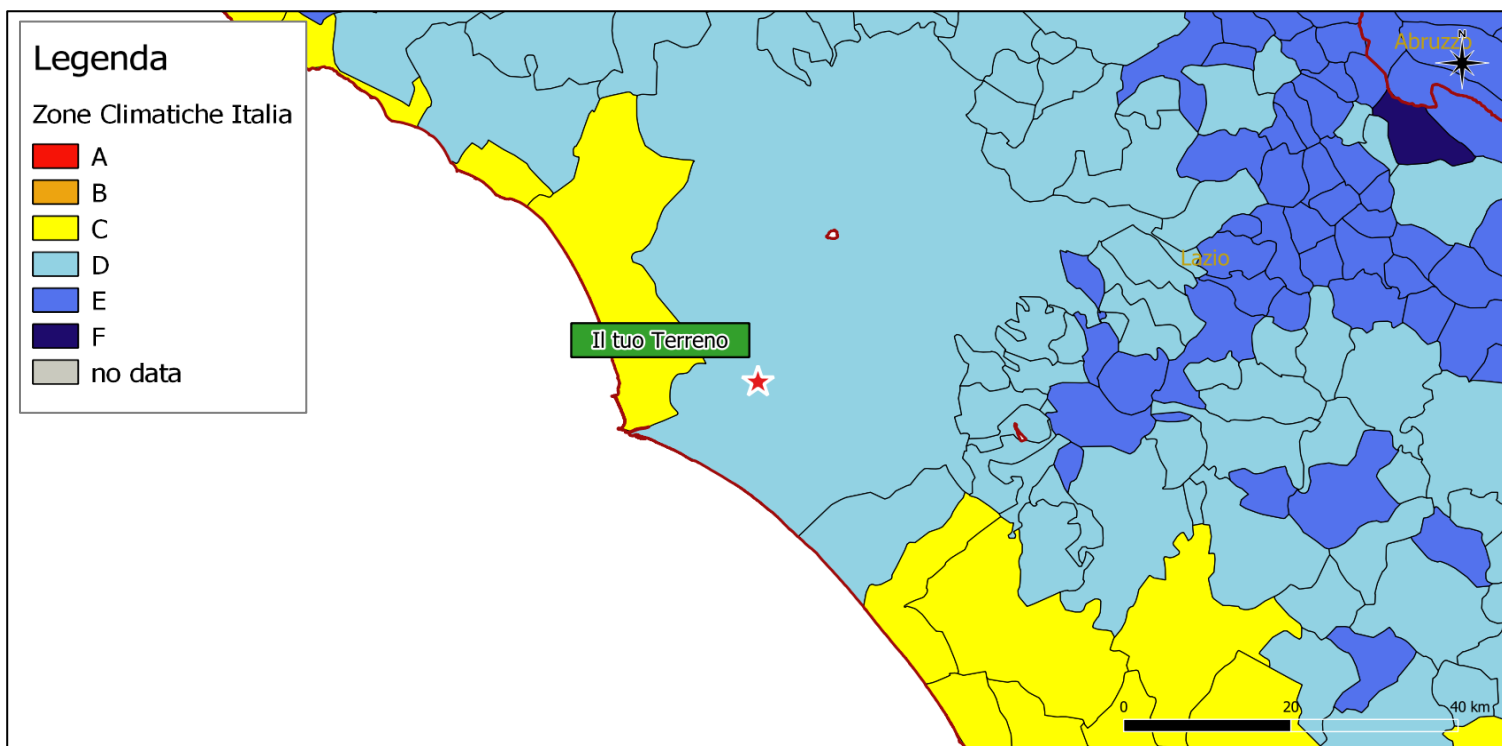 Legenda
Zone Climatiche Italia
A
B
C
D
E
F
no data
Abruzzo
N
Lazio
Il tuo Terreno
0
20
40 km